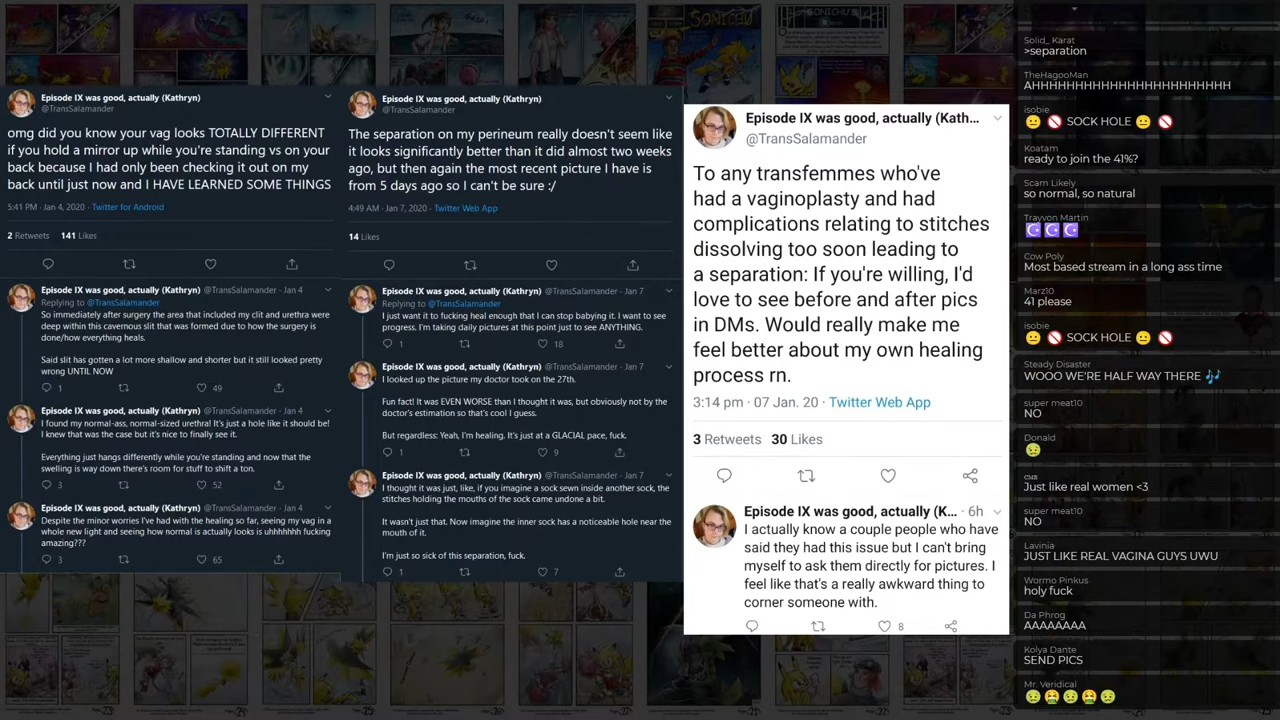 SONICHU
Episode IX was good, actually (Kathryn)
@TransSalamander
omg did you know your vag looks TOTALLY DIFFERENT
if you hold a mirror up while you're standing vs on your
back because I had only been checking it out on my
back until just now and I HAVE LEARNED SOME THINGS
5:41 PM · Jan 4, 2020 · Twitter for Android
2 Retweets 141 Likes
Episode IX was good, actually (Kathryn) @TransSalamander · Jan 4
Replying to @TransSalamander
So immediately after surgery the area that included my clit and urethra were
deep within this cavernous slit that was formed due to how the surgery is
done/how everything heals.
Said slit has gotten a lot more shallow and shorter but it still looked pretty
wrong UNTIL NOW
1 49
Episode IX was good, actually (Kathryn) @TransSalamander · Jan 4
I found my normal-ass, normal-sized urethra! It's just a hole like it should be!
I knew that was the case but it's nice to finally see it.
Everything just hangs differently while you're standing and now that the
swelling is way down there's room for stuff to shift a ton.
3 52
Episode IX was good, actually (Kathryn) @TransSalamander · Jan 4
Despite the minor worries I've had with the healing so far, seeing my vag in a
whole new light and seeing how normal is actually looks is uhhhhhhh fucking
amazing???
3 65
Episode IX was good, actually (Kathryn)
@TransSalamander
The separation on my perineum really doesn't seem like
it looks significantly better than it did almost two weeks
ago, but then again the most recent picture I have is
from 5 days ago so I can't be sure :/
4:49 AM · Jan 7, 2020 · Twitter Web App
14 Likes
Episode IX was good, actually (Kathryn) @TransSalamander · Jan 7
Replying to @TransSalamander
I just want it to fucking heal enough that I can stop babying it. I want to see
progress. I'm taking daily pictures at this point just to see ANYTHING.
1 18
Episode IX was good, actually (Kathryn) @TransSalamander · Jan 7
I looked up the picture my doctor took on the 27th.
Fun fact! It was EVEN WORSE than I thought it was, but obviously not by the
doctor's estimation so that's cool I guess.
But regardless: Yeah, I'm healing. It's just at a GLACIAL pace, fuck.
1 9
Episode IX was good, actually (Kathryn) @TransSalamander · Jan 7
I thought it was just, like, if you imagine a sock sewn inside another sock, the
stitches holding the mouths of the sock came undone a bit.
It wasn't just that. Now imagine the inner sock has a noticeable hole near the
mouth of it.
I'm just so sick of this separation, fuck.
1 7
Episode IX was good, actually (Kath...
@TransSalamander
To any transfemmes who've
had a vaginoplasty and had
complications relating to stitches
dissolving too soon leading to
a separation: If you're willing, I'd
love to see before and after pics
in DMs. Would really make me
feel better about my own healing
process rn.
3:14 pm · 07 Jan. 20 · Twitter Web App
3 Retweets 30 Likes
Episode IX was good, actually (K... · 6h
I actually know a couple people who have
said they had this issue but I can't bring
myself to ask them directly for pictures. I
feel like that's a really awkward thing to
corner someone with.
8
Solid_ Karat
>separation
TheHagooMan
AHHHHHHHHHHHHHHHHHHHHHHH
isobie
SOCK HOLE
Koatam
ready to join the 41%?
Scam Likely
so normal, so natural
Trayvon Martin
Cow Poly
Most based stream in a long ass time
Marz10
41 please
isobie
SOCK HOLE
Steady Disaster
WOOO WE'RE HALF WAY THERE
super meat10
NO
Donald
CMB
Just like real women <3
super meat10
NO
Lavinia
JUST LIKE REAL VAGINA GUYS UWU
Wormo Pinkus
holy fuck
Da Phrog
AAAAAAAA
Kolya Dante
SEND PICS
Mr. Veridical